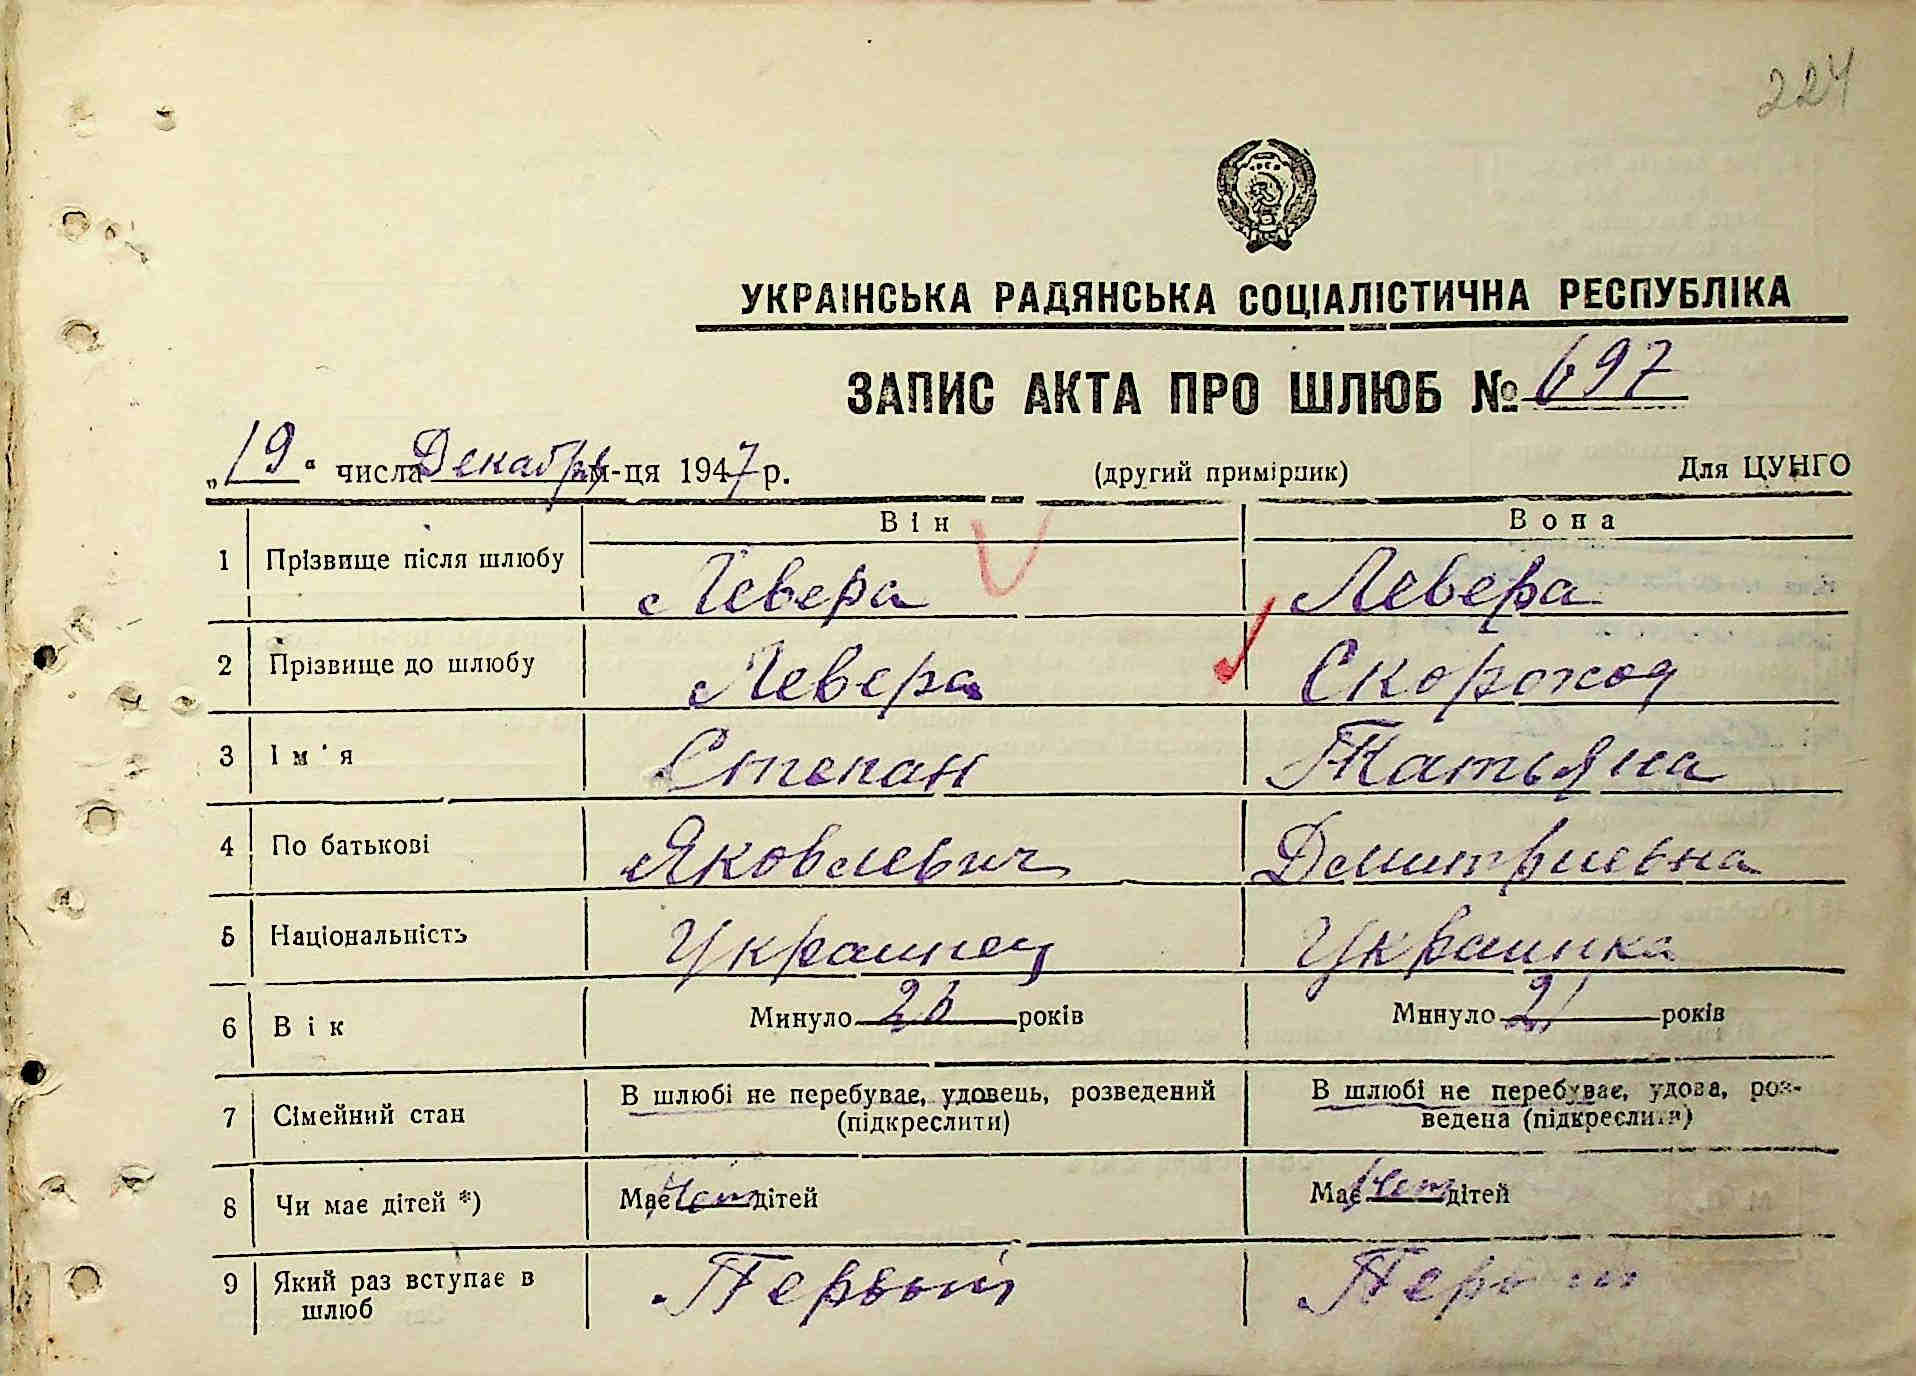 224
УКРАІНСЬКА РАДЯНСЬКА СОЦІАЛІСТИЧНА РЕСПУБЛІКА
ЗАПИС АКТА ПРО ШЛЮБ № 697
„19“ числа Декабря м-ця 1947 р. (другий примірник) Для ЦУНГО
Він Вона
1 Прізвище після шлюбу Левера Левера
2 Прізвище до шлюбу Левера Скороход
3 Ім'я Степан Татьяна
4 По батькові Яковлевич Дмитриевна
5 Національність Украинец Украинка
6 Вік Минуло 26 років Минуло 21 років
7 Сімейний стан В шлюбі не перебуває, удовець, розведений (підкреслити) В шлюбі не перебуває, удова, роз-
ведена (підкреслити)
8 Чи має дітей *) Має Нет дітей Має Нет дітей
9 Який раз вступає в Первый Первый
шлюб